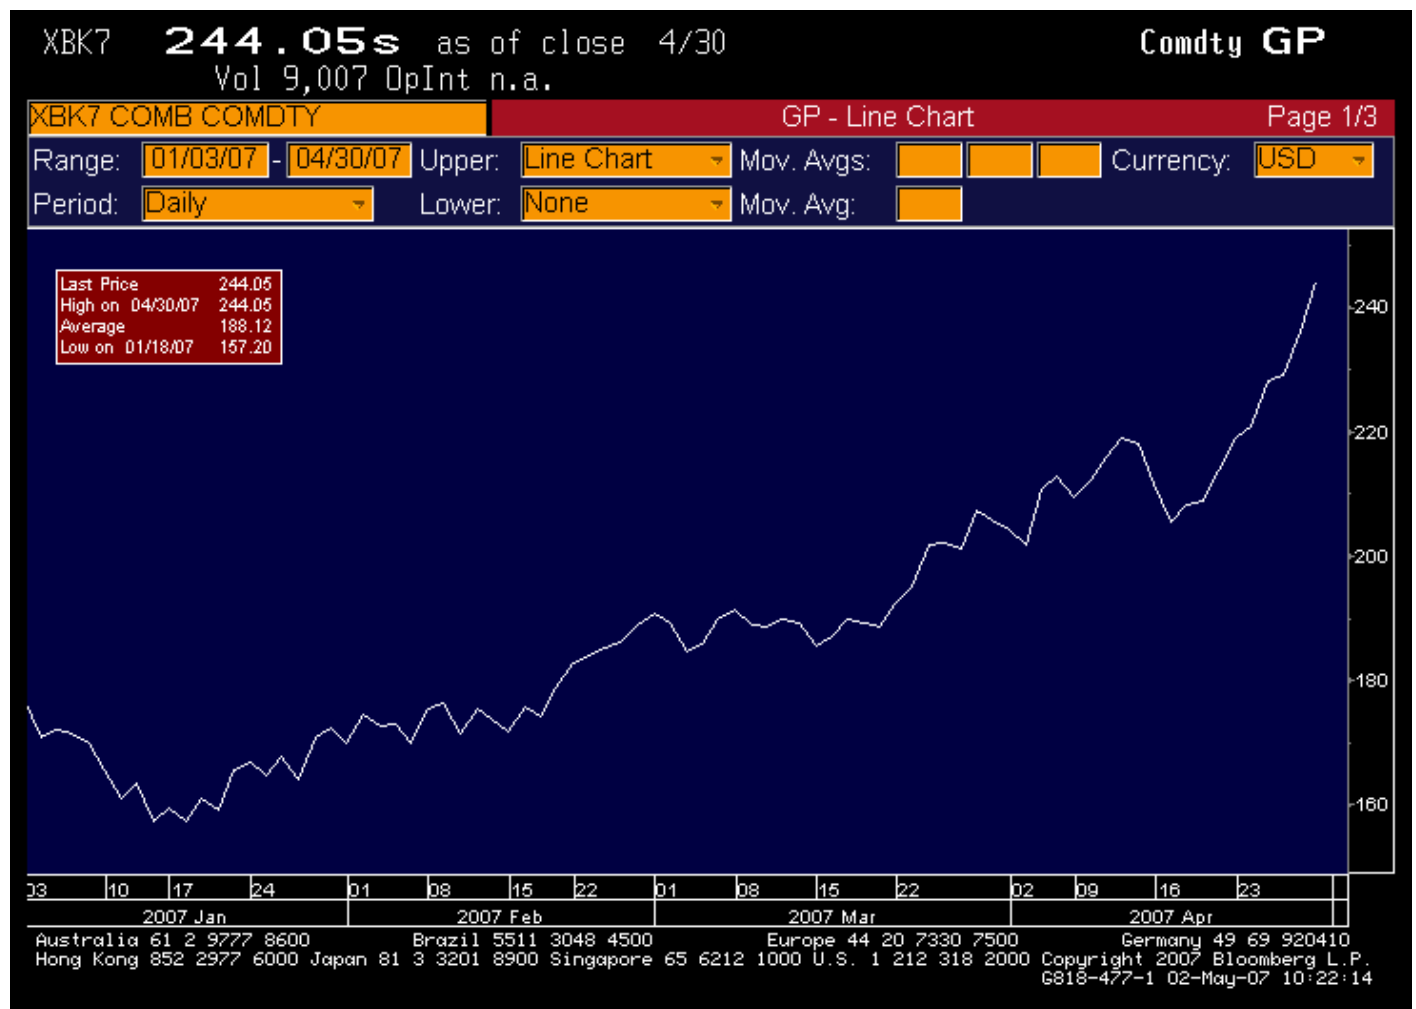 XBK7 244.05s as of close 4/30 Comdty GP
Vol 9,007 OpInt n.a.
XBK7 COMB COMDTY GP - Line Chart Page 1/3
Range: 01/03/07 - 04/30/07 Upper: Line Chart Mov. Avgs: Currency: USD
Period: Daily Lower: None Mov. Avg:
Last Price 244.05
High on 04/30/07 244.05
Average 188.12
Low on 01/18/07 157.20
240
220
200
180
160
03 10 17 24 01 08 15 22 01 08 15 22 02 09 16 23
2007 Jan 2007 Feb 2007 Mar 2007 Apr
Australia 61 2 9777 8600 Brazil 5511 3048 4500 Europe 44 20 7330 7500 Germany 49 69 920410
Hong Kong 852 2977 6000 Japan 81 3 3201 8900 Singapore 65 6212 1000 U.S. 1 212 318 2000 Copyright 2007 Bloomberg L.P.
G818-477-1 02-May-07 10:22:14